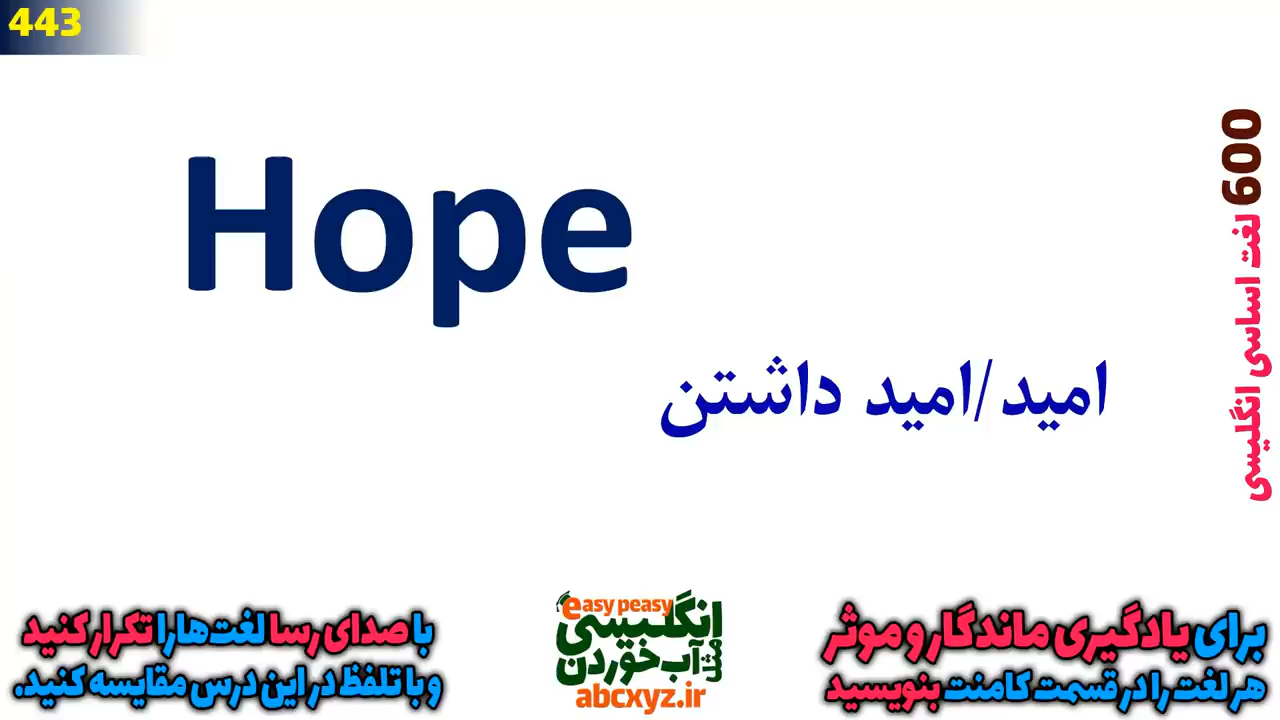 443
Hope
امید/امید داشتن
600 لغت اساسی انگلیسی
برای یادگیری ماندگار و موثر
هر لغت را در قسمت کامنت بنویسید
easy peasy
انگلیسی
مثل آب خوردن
abcxyz.ir
با صدای رسا لغت‌ها را تکرار کنید
و با تلفظ در این درس مقایسه کنید.